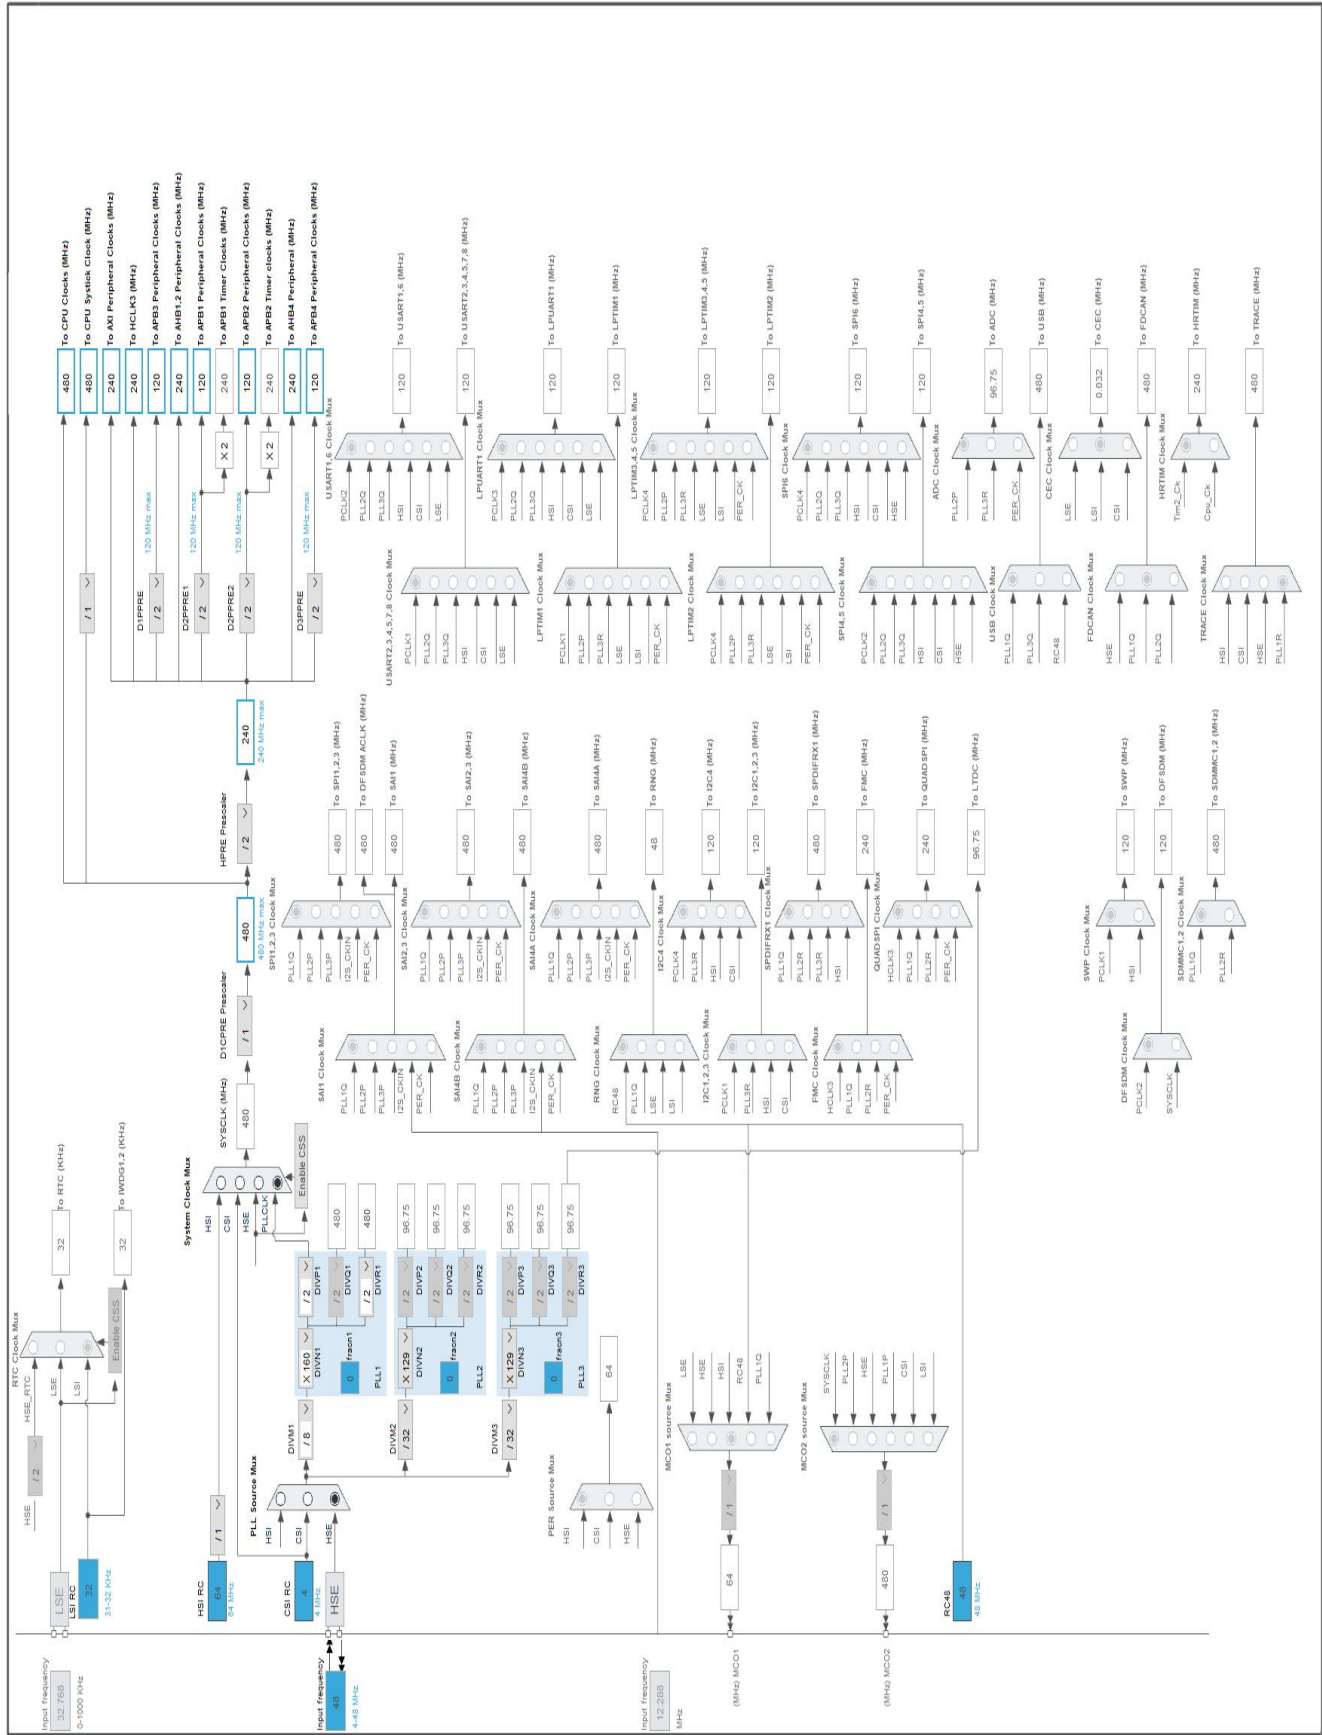 Input frequency
32.768
0-1000 KHz
LSE
LSI RC
32
31-32 KHz
HSE
/ 2
HSE_RTC
LSE
LSI
RTC Clock Mux
Enable CSS
32
To RTC (KHz)
32
To IWDG1,2 (KHz)
HSI RC
64
64 MHz
/ 1
CSI RC
4
4 MHz
Input frequency
48
4-48 MHz
HSE
PLL Source Mux
HSI
CSI
HSE
System Clock Mux
HSI
CSI
HSE
PLLCLK
Enable CSS
SYSCLK (MHz)
480
D1CPRE Prescaler
/ 1
480
480 MHz max
HPRE Prescaler
/ 2
240
240 MHz max
/ 1
D1PPRE
/ 2
120 MHz max
D2PPRE1
/ 2
120 MHz max
X 2
D2PPRE2
/ 2
120 MHz max
X 2
D3PPRE
/ 2
120 MHz max
480
To CPU Clocks (MHz)
480
To CPU Systick Clock (MHz)
240
To AXI Peripheral Clocks (MHz)
240
To HCLK3 (MHz)
120
To APB3 Peripheral Clocks (MHz)
240
To AHB1,2 Peripheral Clocks (MHz)
120
To APB1 Peripheral Clocks (MHz)
240
To APB1 Timer Clocks (MHz)
120
To APB2 Peripheral Clocks (MHz)
240
To APB2 Timer clocks (MHz)
240
To AHB4 Peripheral (MHz)
120
To APB4 Peripheral Clocks (MHz)
DIVM1
/ 8
X 160
DIVN1
0
fracn1
PLL1
/ 2
DIVP1
/ 2
DIVQ1
480
/ 2
DIVR1
480
DIVM2
/ 32
X 129
DIVN2
0
fracn2
PLL2
/ 2
DIVP2
96.75
/ 2
DIVQ2
96.75
/ 2
DIVR2
96.75
DIVM3
/ 32
X 129
DIVN3
0
fracn3
PLL3
/ 2
DIVP3
96.75
/ 2
DIVQ3
96.75
/ 2
DIVR3
96.75
PER Source Mux
HSI
CSI
HSE
64
Input frequency
12.288
MHz
MCO1 source Mux
LSE
HSE
HSI
RC48
PLL1Q
/ 1
64
(MHz) MCO1
MCO2 source Mux
SYSCLK
PLL2P
HSE
PLL1P
CSI
LSI
/ 1
480
(MHz) MCO2
RC48
48
48 MHz
SPI1,2,3 Clock Mux
PLL1Q
PLL2P
PLL3P
I2S_CKIN
PER_CK
480
To SPI1,2,3 (MHz)
480
To DFSDM ACLK (MHz)
SAI1 Clock Mux
PLL1Q
PLL2P
PLL3P
I2S_CKIN
PER_CK
480
To SAI1 (MHz)
SAI2,3 Clock Mux
PLL1Q
PLL2P
PLL3P
I2S_CKIN
PER_CK
480
To SAI2,3 (MHz)
SAI4B Clock Mux
PLL1Q
PLL2P
PLL3P
I2S_CKIN
PER_CK
480
To SAI4B (MHz)
SAI4A Clock Mux
PLL1Q
PLL2P
PLL3P
I2S_CKIN
PER_CK
480
To SAI4A (MHz)
RNG Clock Mux
RC48
PLL1Q
LSE
LSI
48
To RNG (MHz)
I2C4 Clock Mux
PCLK4
PLL3R
HSI
CSI
120
To I2C4 (MHz)
I2C1,2,3 Clock Mux
PCLK1
PLL3R
HSI
CSI
120
To I2C1,2,3 (MHz)
SPDIFRX1 Clock Mux
PLL1Q
PLL2R
PLL3R
HSI
480
To SPDIFRX1 (MHz)
FMC Clock Mux
HCLK3
PLL1Q
PLL2R
PER_CK
240
To FMC (MHz)
QUADSPI Clock Mux
HCLK3
PLL1Q
PLL2R
PER_CK
240
To QUADSPI (MHz)
96.75
To LTDC (MHz)
SWP Clock Mux
PCLK1
HSI
120
To SWP (MHz)
DFSDM Clock Mux
PCLK2
SYSCLK
120
To DFSDM (MHz)
SDMMC1,2 Clock Mux
PLL1Q
PLL2R
480
To SDMMC1,2 (MHz)
USART1,6 Clock Mux
PCLK2
PLL2Q
PLL3Q
HSI
CSI
LSE
120
To USART1,6 (MHz)
USART2,3,4,5,7,8 Clock Mux
PCLK1
PLL2Q
PLL3Q
HSI
CSI
LSE
120
To USART2,3,4,5,7,8 (MHz)
LPUART1 Clock Mux
PCLK3
PLL2Q
PLL3Q
HSI
CSI
LSE
120
To LPUART1 (MHz)
LPTIM1 Clock Mux
PCLK1
PLL2P
PLL3R
LSE
LSI
PER_CK
120
To LPTIM1 (MHz)
LPTIM3,4,5 Clock Mux
PCLK4
PLL2P
PLL3R
LSE
LSI
PER_CK
120
To LPTIM3,4,5 (MHz)
LPTIM2 Clock Mux
PCLK4
PLL2P
PLL3R
LSE
LSI
PER_CK
120
To LPTIM2 (MHz)
SPI6 Clock Mux
PCLK4
PLL2Q
PLL3Q
HSI
CSI
HSE
120
To SPI6 (MHz)
SPI4,5 Clock Mux
PCLK2
PLL2Q
PLL3Q
HSI
CSI
HSE
120
To SPI4,5 (MHz)
ADC Clock Mux
PLL2P
PLL3R
PER_CK
96.75
To ADC (MHz)
USB Clock Mux
PLL1Q
PLL3Q
RC48
480
To USB (MHz)
CEC Clock Mux
LSE
LSI
CSI
0.032
To CEC (MHz)
FDCAN Clock Mux
HSE
PLL1Q
PLL2Q
480
To FDCAN (MHz)
HRTIM Clock Mux
Tim2_Ck
Cpu_Ck
240
To HRTIM (MHz)
TRACE Clock Mux
HSI
CSI
HSE
PLL1R
480
To TRACE (MHz)